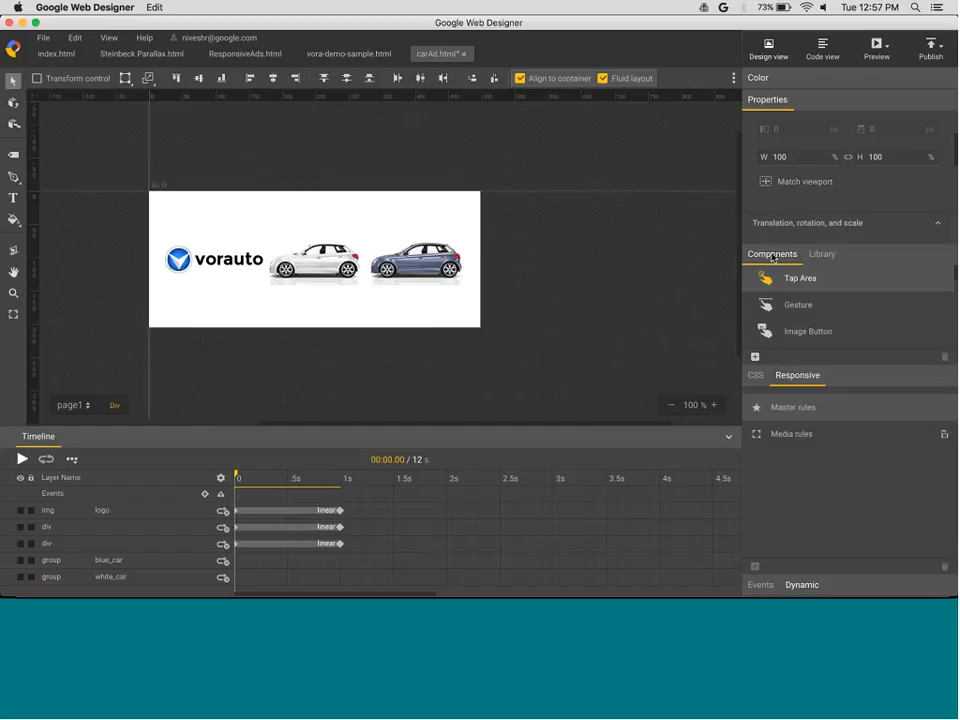 Google Web Designer Edit 73% Tue 12:57 PM
Google Web Designer
File Edit View Help niveshr@google.com
index.html Steinbeck Parallax.html ResponsiveAds.html vora-demo-sample.html carAd.html* ×
Design view Code view Preview Publish
Transform control Align to container Fluid layout
Color
Properties
0 px 0 px
W 100 % H 100 %
Match viewport
Translation, rotation, and scale
Components Library
Tap Area
Gesture
Image Button
vorauto
page1 Div 100 %
CSS Responsive
Master rules
Media rules
Timeline
00:00.00 / 12 s
Layer Name 0 .5s 1s 1.5s 2s 2.5s 3s 3.5s 4s 4.5s
Events
img logo linear
div linear
div linear
group blue_car
group white_car
Events Dynamic